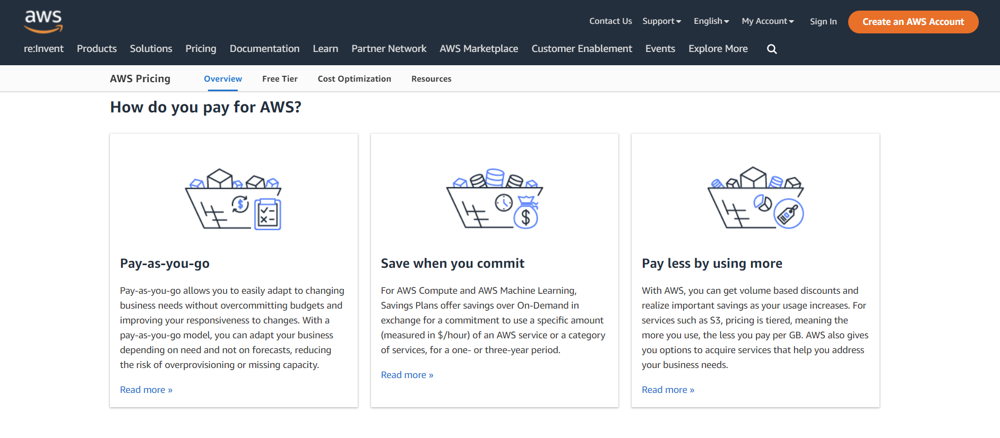 aws
Contact Us Support English My Account Sign In Create an AWS Account
re:Invent Products Solutions Pricing Documentation Learn Partner Network AWS Marketplace Customer Enablement Events Explore More
AWS Pricing Overview Free Tier Cost Optimization Resources
How do you pay for AWS?
$
$
Pay-as-you-go
Pay-as-you-go allows you to easily adapt to changing
business needs without overcommitting budgets and
improving your responsiveness to changes. With a
pay-as-you-go model, you can adapt your business
depending on need and not on forecasts, reducing
the risk of overprovisioning or missing capacity.
Read more »
Save when you commit
For AWS Compute and AWS Machine Learning,
Savings Plans offer savings over On-Demand in
exchange for a commitment to use a specific amount
(measured in $/hour) of an AWS service or a category
of services, for a one- or three-year period.
Read more »
Pay less by using more
With AWS, you can get volume based discounts and
realize important savings as your usage increases. For
services such as S3, pricing is tiered, meaning the
more you use, the less you pay per GB. AWS also gives
you options to acquire services that help you address
your business needs.
Read more »